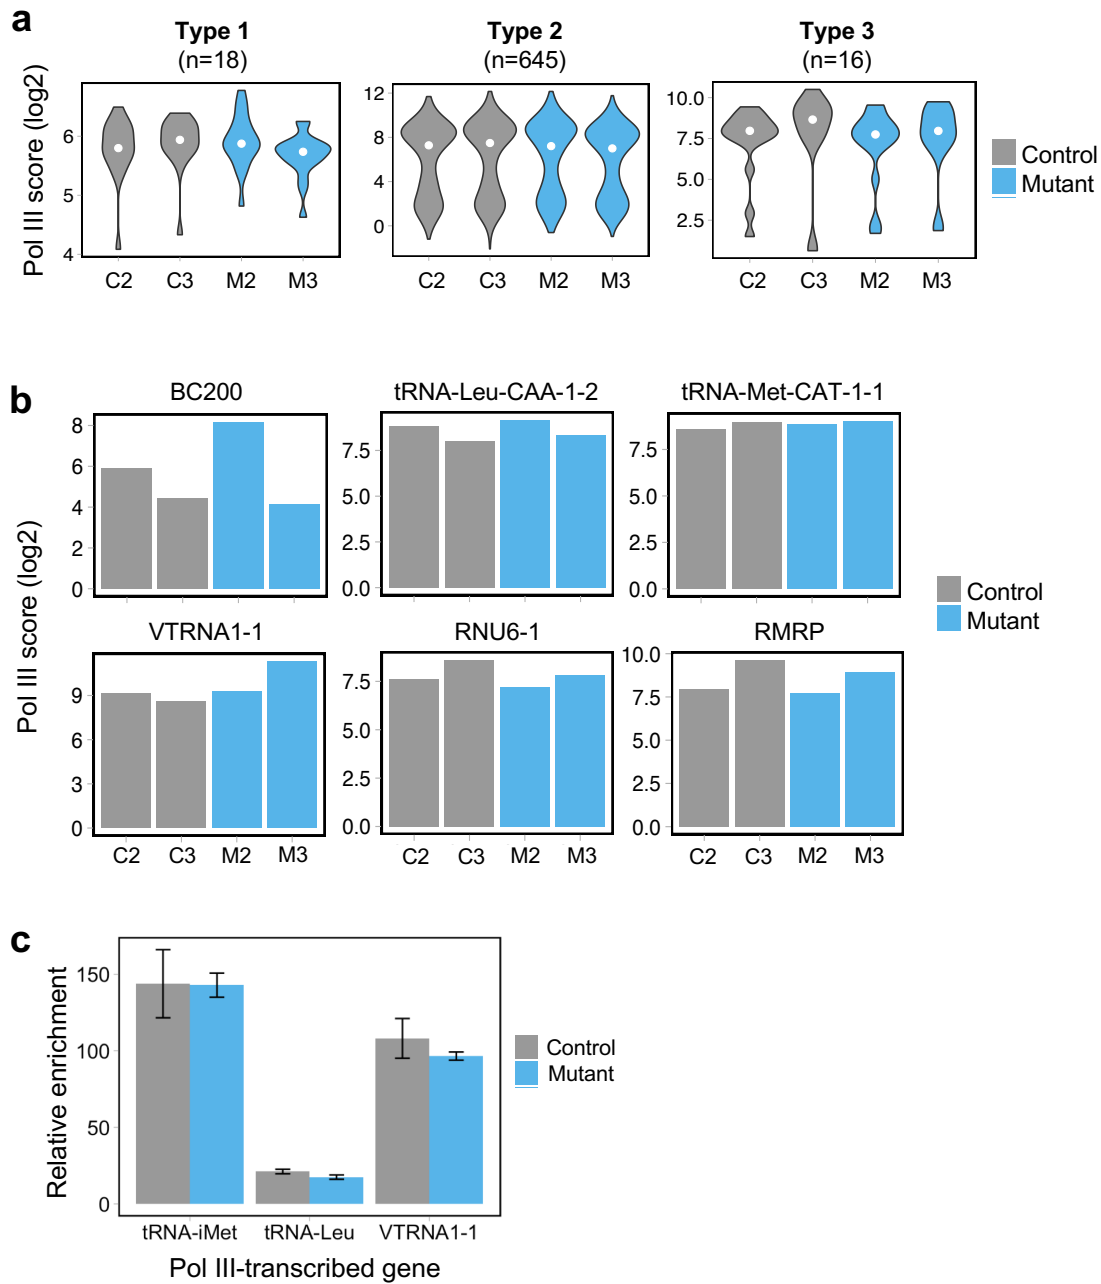 a
Type 1
(n=18)
Type 2
(n=645)
Type 3
(n=16)
Pol III score (log2)
6
5
4
C2 C3 M2 M3
12
8
4
0
C2 C3 M2 M3
10.0
7.5
5.0
2.5
C2 C3 M2 M3
Control
Mutant
b
BC200
tRNA-Leu-CAA-1-2
tRNA-Met-CAT-1-1
Pol III score (log2)
8
6
4
2
0
7.5
5.0
2.5
0.0
7.5
5.0
2.5
0.0
VTRNA1-1
RNU6-1
RMRP
9
6
3
0
C2 C3 M2 M3
7.5
5.0
2.5
0.0
C2 C3 M2 M3
10.0
7.5
5.0
2.5
0.0
C2 C3 M2 M3
Control
Mutant
c
Relative enrichment
150
100
50
0
tRNA-iMet tRNA-Leu VTRNA1-1
Pol III-transcribed gene
Control
Mutant